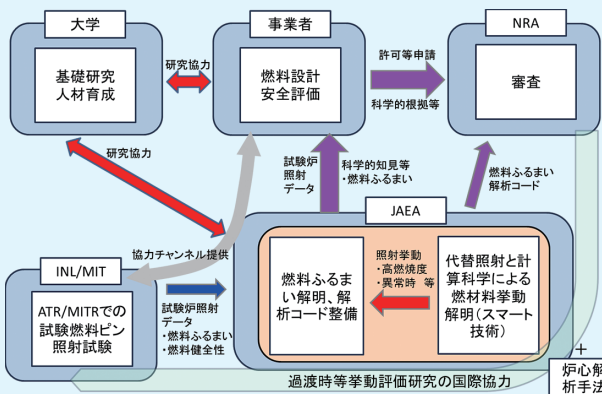 大学
基礎研究
人材育成
研究協力
事業者
燃料設計
安全評価
許可等申請
科学的根拠等
NRA
審査
研究協力
試験炉
照射
データ
科学的知見等
・燃料ふるまい
燃料ふるまい
解析コード
協力チャンネル提供
INL/MIT
ATR/MITRでの
試験燃料ピン
照射試験
試験炉照射
データ
・燃料ふるまい
・燃料健全性
JAEA
燃料ふるま
い解明、解
析コード整備
照射挙動
・高燃焼度
・異常時 等
代替照射と計
算科学による
燃材料挙動
解明(スマート
技術)
過渡時等挙動評価研究の国際協力
+
炉心解
析手法